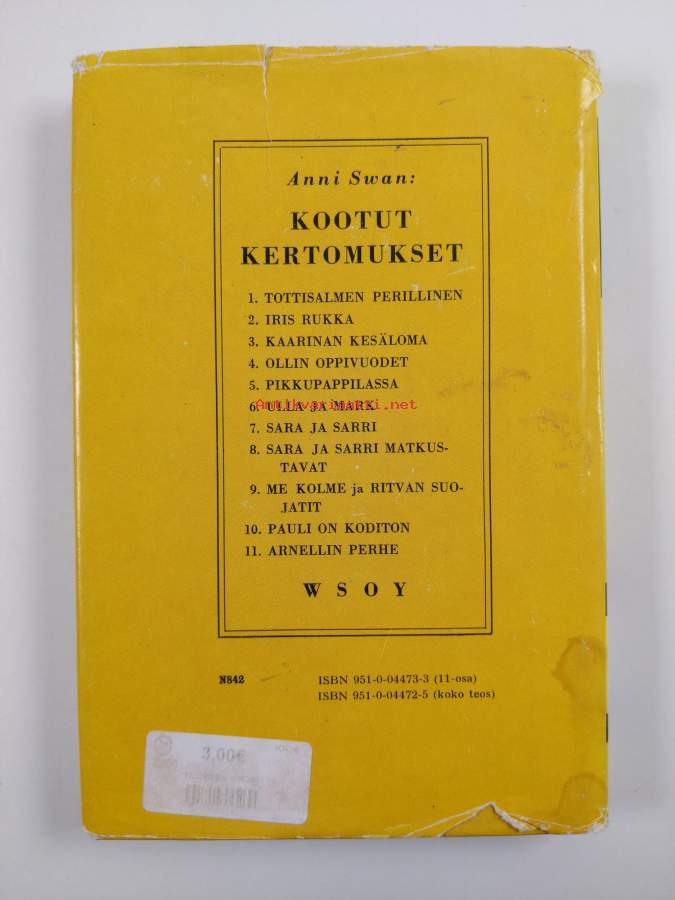 Anni Swan:
KOOTUT
KERTOMUKSET
1. TOTTISALMEN PERILLINEN
2. IRIS RUKKA
3. KAARINAN KESÄLOMA
4. OLLIN OPPIVUODET
5. PIKKUPAPPILASSA
6. ULLA JA MARK
Antikvariaatti.net
7. SARA JA SARRI
8. SARA JA SARRI MATKUS-
TAVAT
9. ME KOLME ja RITVAN SUO-
JATIT
10. PAULI ON KODITON
11. ARNELLIN PERHE
WSOY
N842
ISBN 951-0-04473-3 (11-osa)
ISBN 951-0-04472-5 (koko teos)
3,00€